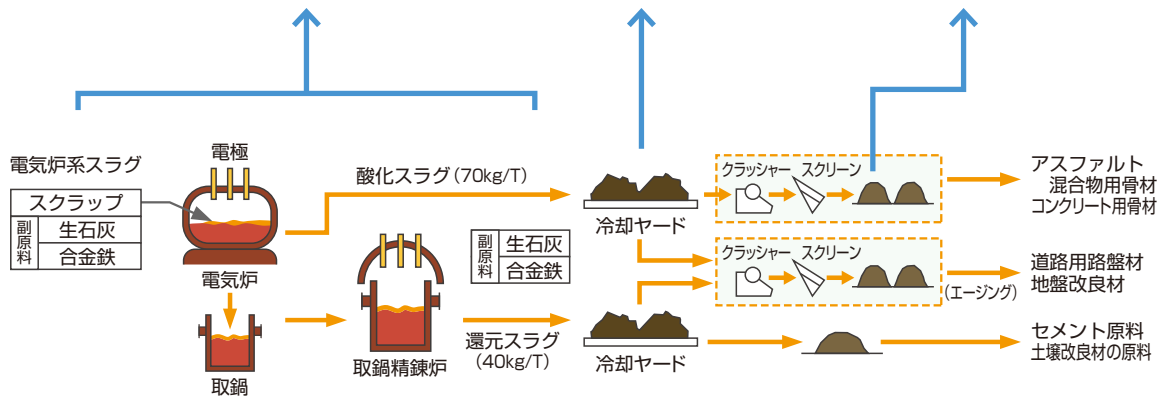 電気炉系スラグ
スクラップ
副原料
生石灰
合金鉄
電極
電気炉
取鍋
酸化スラグ(70kg/T)
取鍋精錬炉
副原料
生石灰
合金鉄
還元スラグ
(40kg/T)
冷却ヤード
冷却ヤード
クラッシャー
スクリーン
クラッシャー
スクリーン
(エージング)
アスファルト
混合物用骨材
コンクリート用骨材
道路用路盤材
地盤改良材
セメント原料
土壌改良材の原料